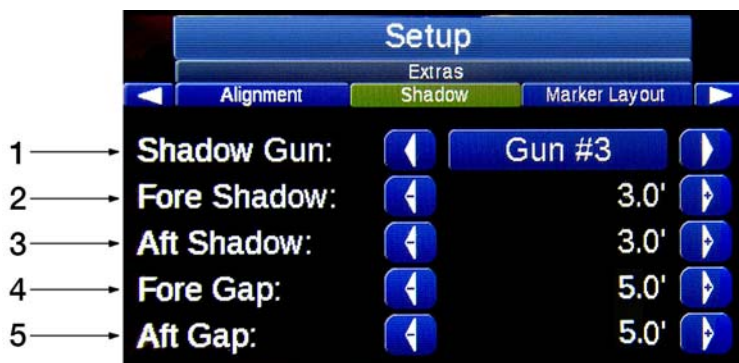 Setup
Extras
Alignment Shadow Marker Layout
1 Shadow Gun: Gun #3
2 Fore Shadow: - 3.0' +
3 Aft Shadow: - 3.0' +
4 Fore Gap: - 5.0' +
5 Aft Gap: - 5.0' +